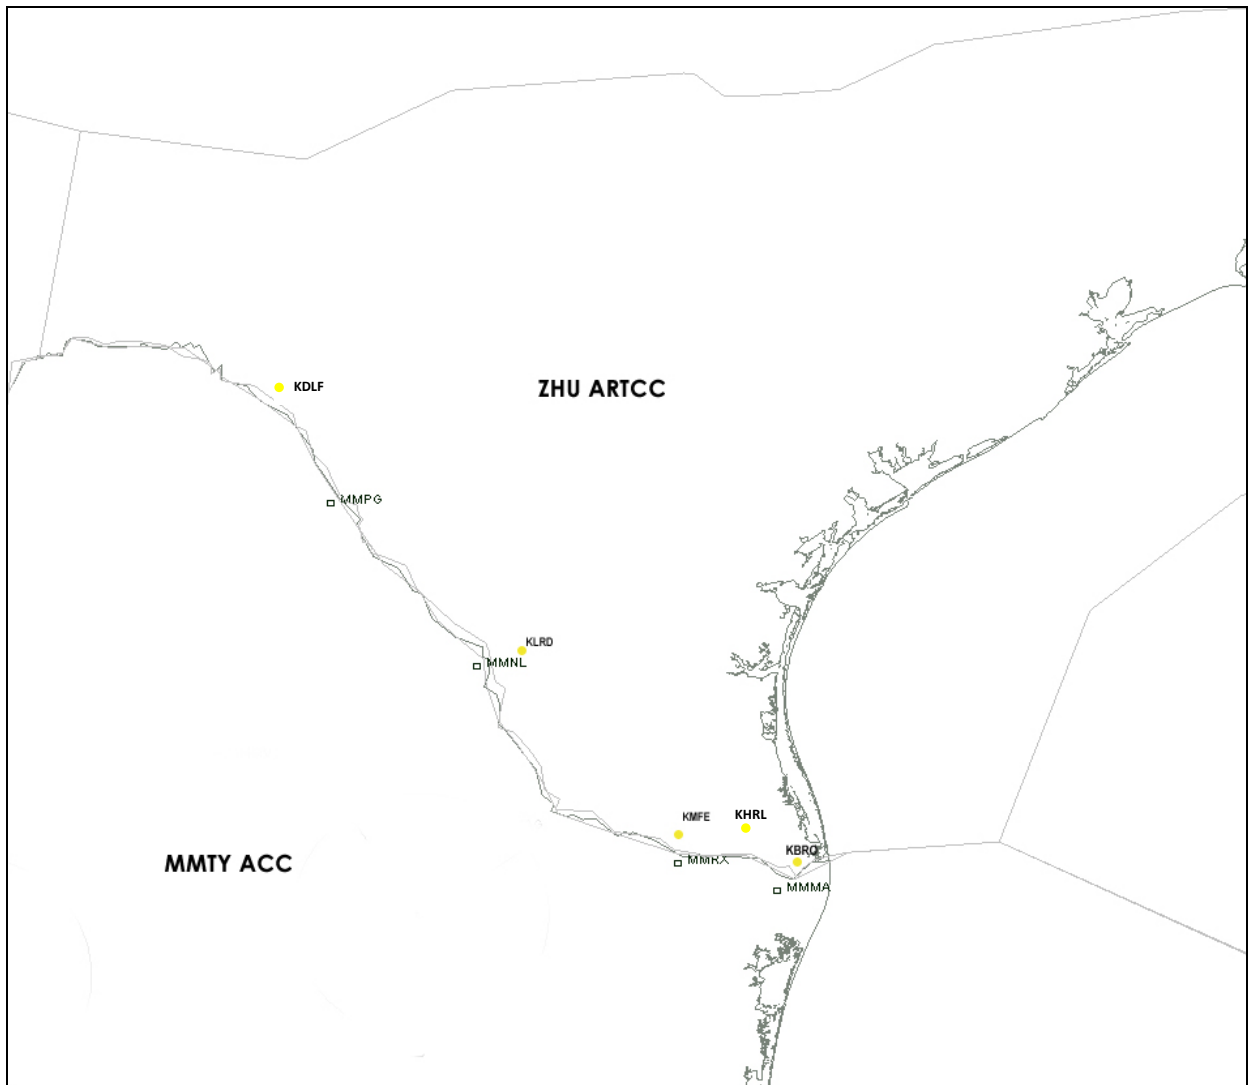 KDLF
ZHU ARTCC
MMPG
KLRD
MMNL
KMFE
KHRL
KBRO
MMRX
MMTY ACC
MMMA